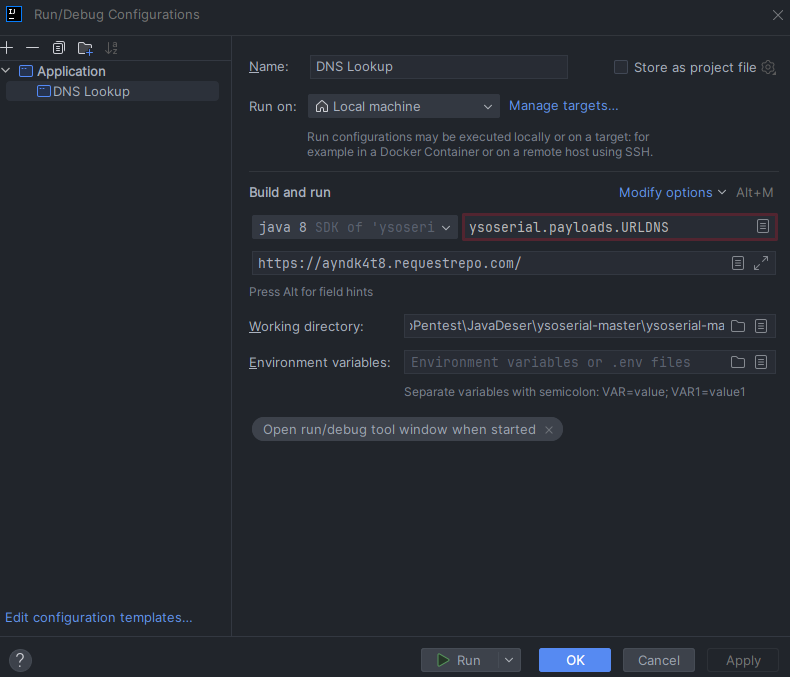 Run/Debug Configurations
Application
DNS Lookup
Name: DNS Lookup Store as project file
Run on: Local machine Manage targets...
Run configurations may be executed locally or on a target: for
example in a Docker Container or on a remote host using SSH.
Build and run Modify options Alt+M
java 8 SDK of 'ysoseri ysoserial.payloads.URLDNS
https://ayndk4t8.requestrepo.com/
Press Alt for field hints
Working directory: oPentest\JavaDeser\ysoserial-master\ysoserial-ma
Environment variables: Environment variables or .env files
Separate variables with semicolon: VAR=value; VAR1=value1
Open run/debug tool window when started
Edit configuration templates...
? Run OK Cancel Apply